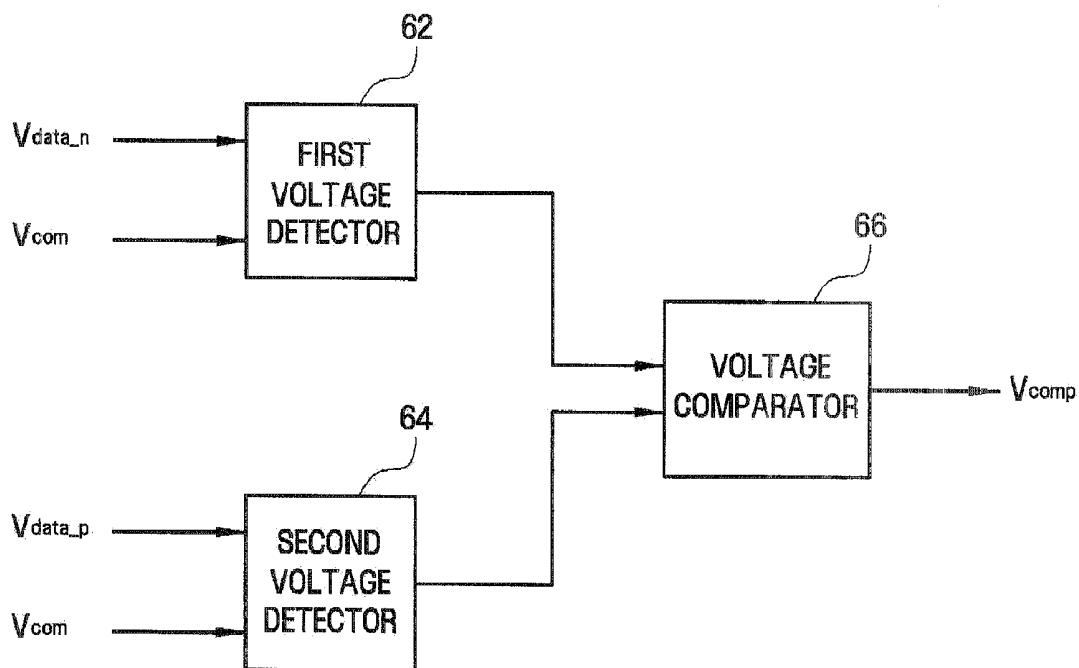 62
Vdata_n
Vcom
FIRST
VOLTAGE
DETECTOR
66
VOLTAGE
COMPARATOR
Vcomp
64
Vdata_p
Vcom
SECOND
VOLTAGE
DETECTOR